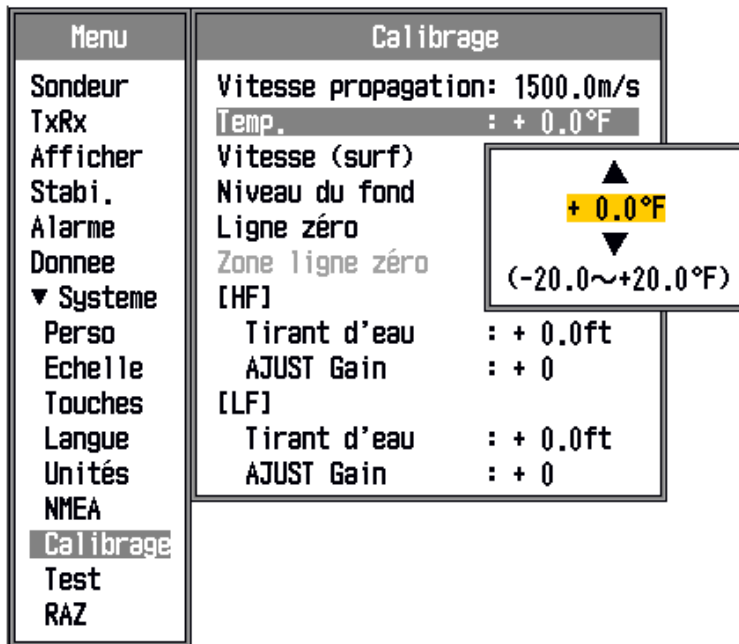 Menu
Sondeur
TxRx
Afficher
Stabi.
Alarme
Donnee
▼ Systeme
Perso
Echelle
Touches
Langue
Unités
NMEA
Calibrage
Test
RAZ
Calibrage
Vitesse propagation: 1500.0m/s
Temp. : + 0.0°F
Vitesse (surf)
Niveau du fond
Ligne zéro
Zone ligne zéro
[HF]
Tirant d'eau : + 0.0ft
AJUST Gain : + 0
[LF]
Tirant d'eau : + 0.0ft
AJUST Gain : + 0
▲
+ 0.0°F
▼
(-20.0～+20.0°F)